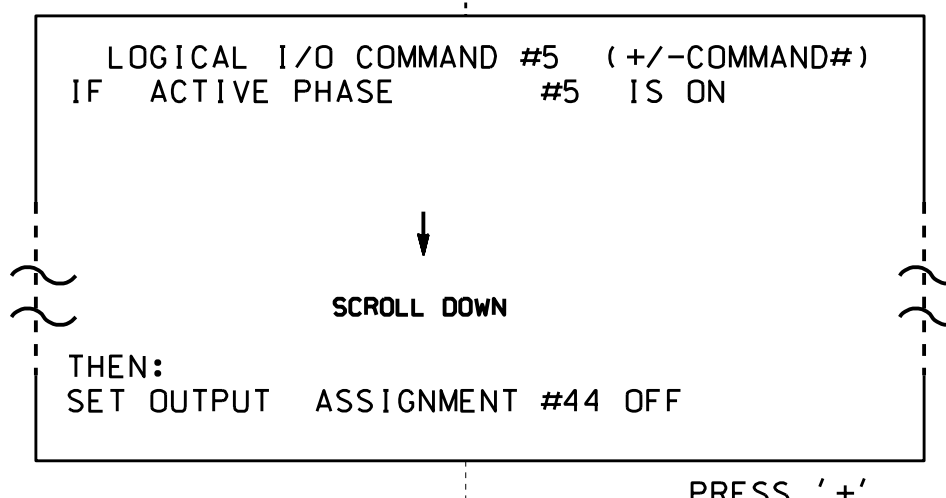 LOGICAL I/O COMMAND #5 (+/-COMMAND#)
IF ACTIVE PHASE #5 IS ON
SCROLL DOWN
THEN:
SET OUTPUT ASSIGNMENT #44 OFF
PRESS '+'